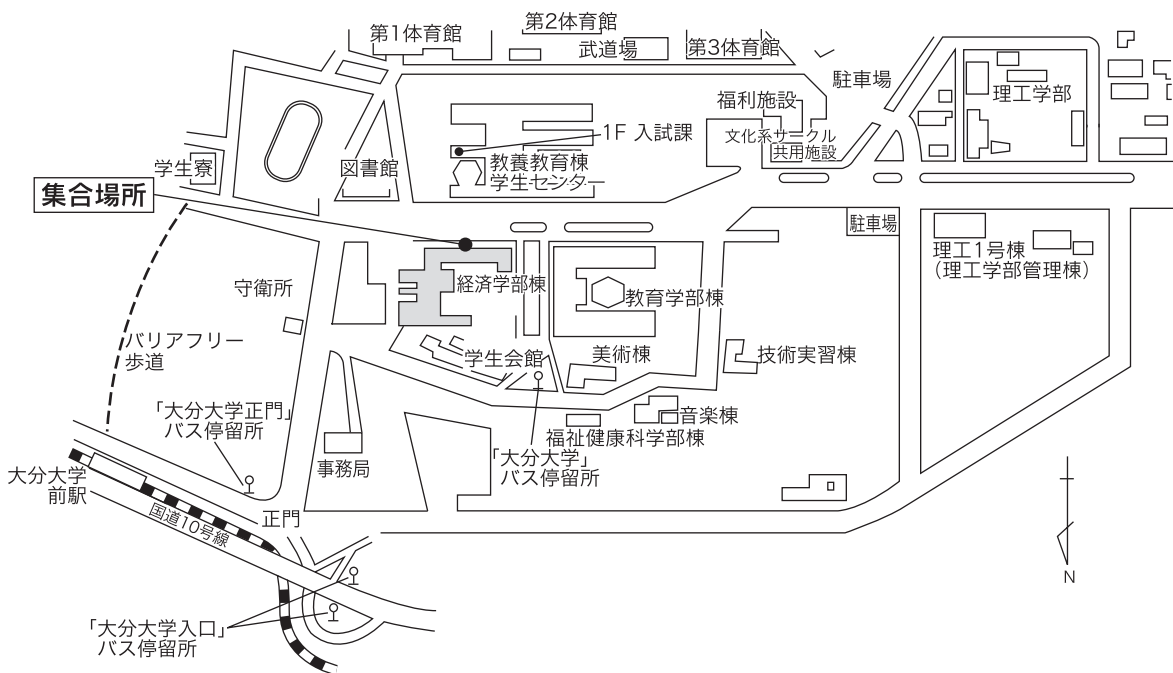 第2体育館
第1体育館
武道場
第3体育館
駐車場
理工学部
福利施設
1F 入試課
文化系サークル
共用施設
学生寮
図書館
教養教育棟
学生センター
集合場所
駐車場
理工1号棟
（理工学部管理棟）
守衛所
経済学部棟
教育学部棟
バリアフリー
歩道
学生会館
美術棟
技術実習棟
「大分大学正門」
バス停留所
音楽棟
福祉健康科学部棟
「大分大学」
バス停留所
事務局
大分大学
前駅
国道10号線
正門
N
「大分大学入口」
バス停留所